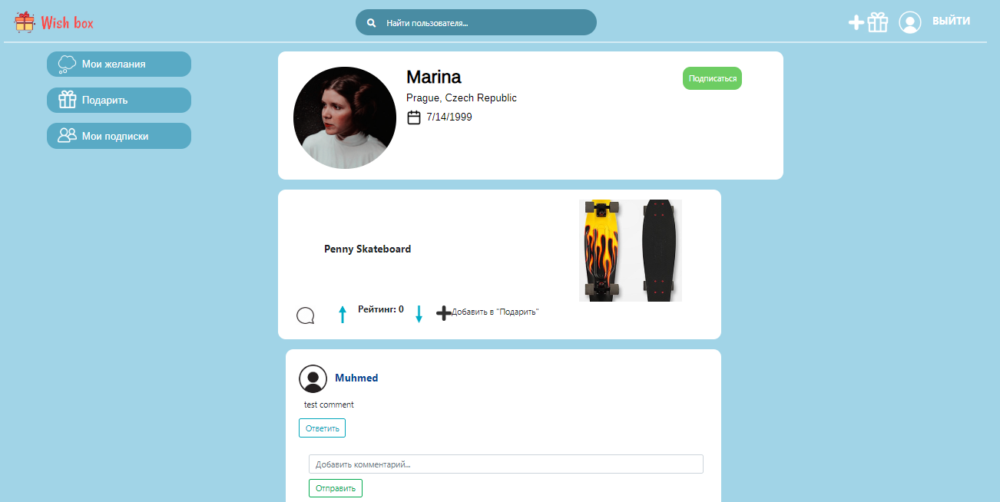 Wish box
Найти пользователя...
ВЫЙТИ
Мои желания
Подарить
Мои подписки
Marina
Подписаться
Prague, Czech Republic
7/14/1999
Penny Skateboard
Рейтинг: 0
Добавить в "Подарить"
Muhmed
test comment
Ответить
Добавить комментарий...
Отправить